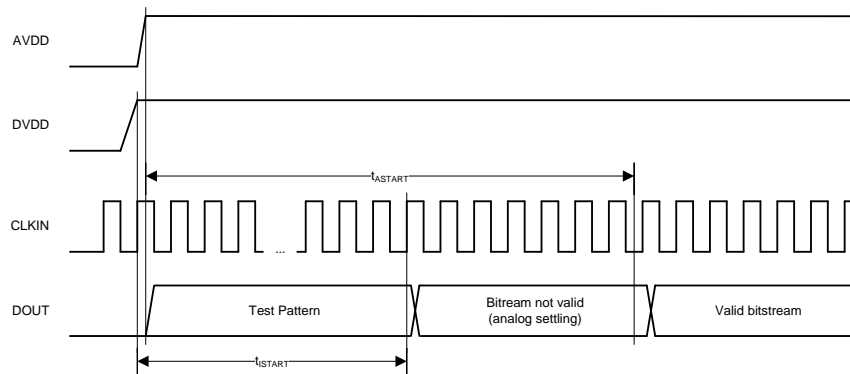 AVDD
DVDD
tASTART
CLKIN
...
DOUT
Test Pattern
Bitream not valid
(analog settling)
Valid bitstream
tISTART